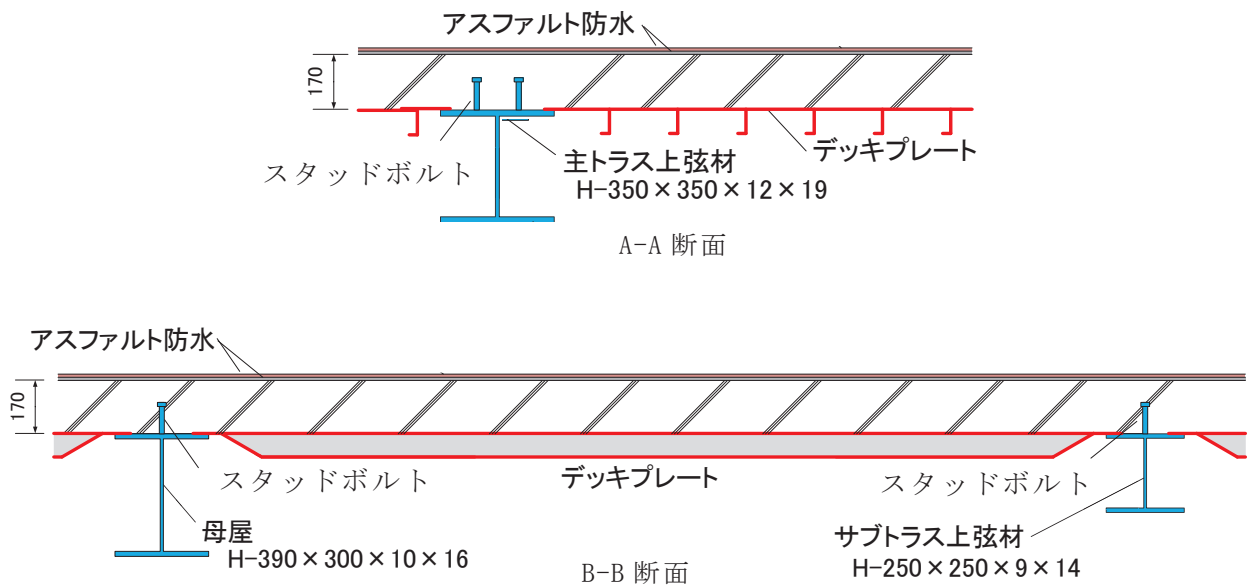 アスファルト防水
170
スタッドボルト
主トラス上弦材
H-350×350×12×19
デッキプレート
A-A 断面
アスファルト防水
170
スタッドボルト
デッキプレート
スタッドボルト
母屋
H-390×300×10×16
サブトラス上弦材
H-250×250×9×14
B-B 断面